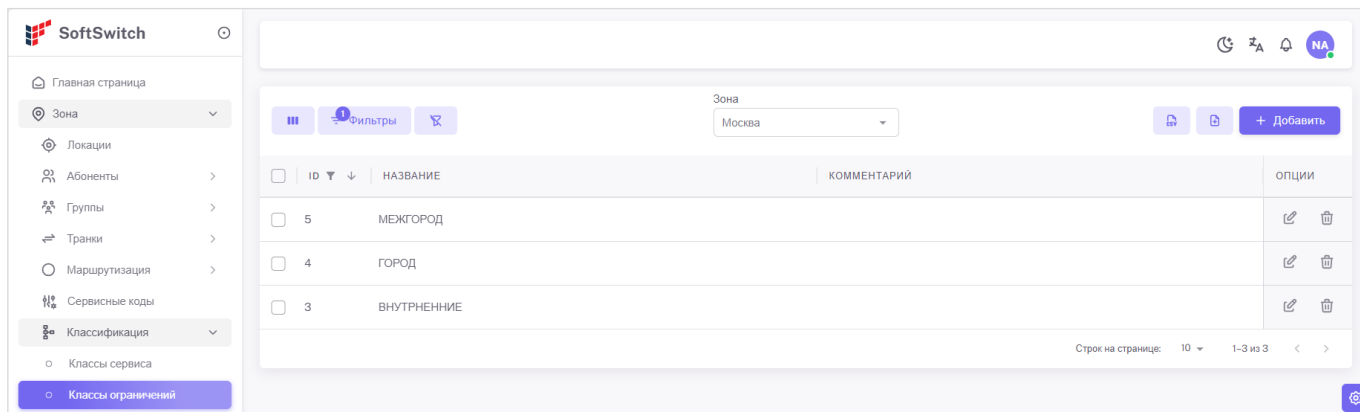 SoftSwitch
NA
Главная страница
Зона
Локации
Абоненты
Группы
Транки
Маршрутизация
Сервисные коды
Классификация
Классы сервиса
Классы ограничений
1
Фильтры
Зона
Москва
CSV
+ Добавить
ID НАЗВАНИЕ КОММЕНТАРИЙ ОПЦИИ
5 МЕЖГОРОД
4 ГОРОД
3 ВНУТРНЕННИЕ
Строк на странице: 10 1–3 из 3